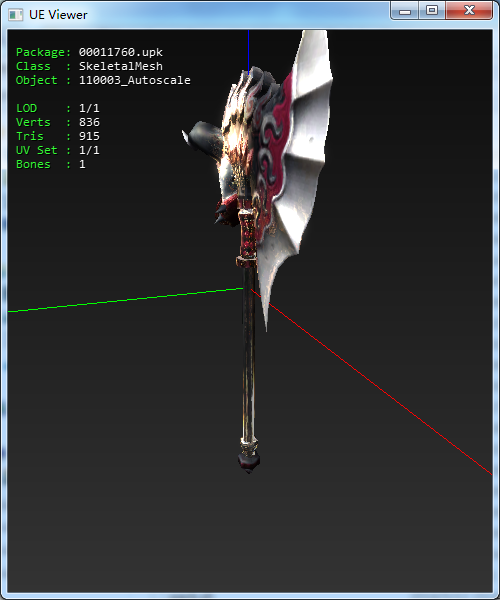 UE Viewer
Package: 00011760.upk
Class : SkeletalMesh
Object : 110003_Autoscale
LOD : 1/1
Verts : 836
Tris : 915
UV Set : 1/1
Bones : 1